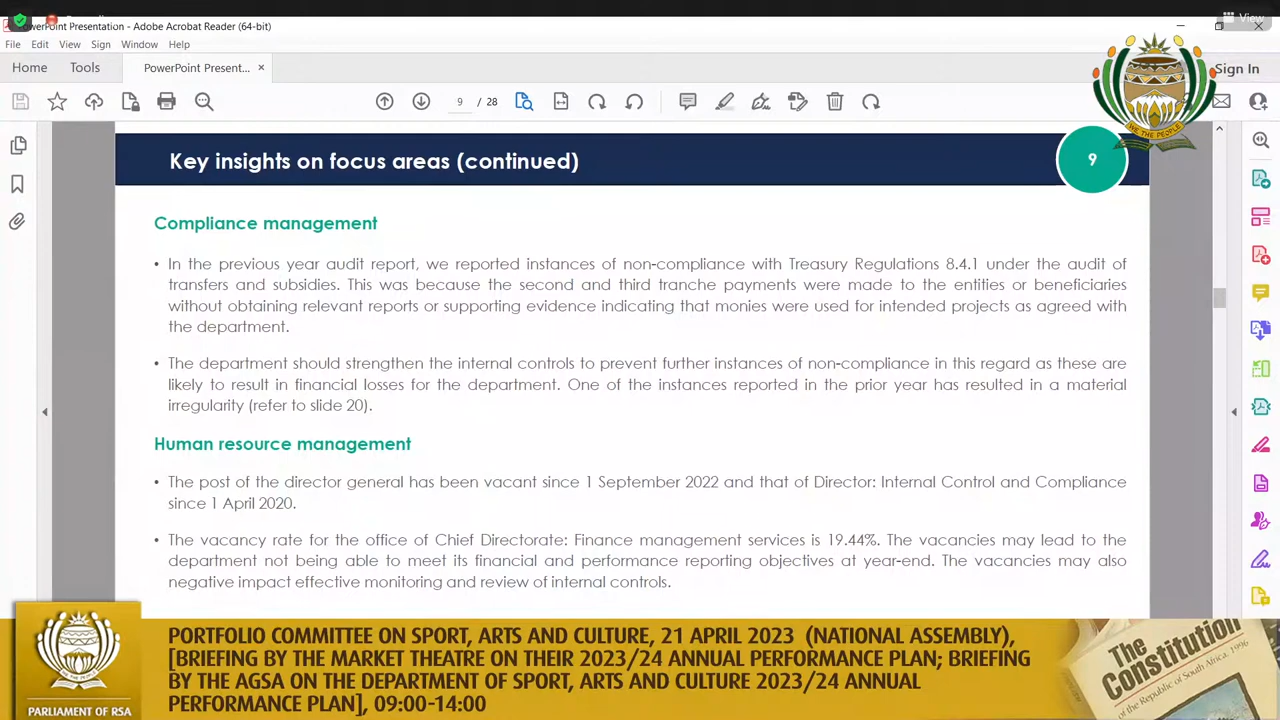 PowerPoint Presentation - Adobe Acrobat Reader (64-bit)
View
File Edit View Sign Window Help
Home Tools PowerPoint Present... × Sign In
9 / 28
WE THE PEOPLE
Key insights on focus areas (continued)
9
Compliance management
• In the previous year audit report, we reported instances of non-compliance with Treasury Regulations 8.4.1 under the audit of
transfers and subsidies. This was because the second and third tranche payments were made to the entities or beneficiaries
without obtaining relevant reports or supporting evidence indicating that monies were used for intended projects as agreed with
the department.
• The department should strengthen the internal controls to prevent further instances of non-compliance in this regard as these are
likely to result in financial losses for the department. One of the instances reported in the prior year has resulted in a material
irregularity (refer to slide 20).
Human resource management
• The post of the director general has been vacant since 1 September 2022 and that of Director: Internal Control and Compliance
since 1 April 2020.
• The vacancy rate for the office of Chief Directorate: Finance management services is 19.44%. The vacancies may lead to the
department not being able to meet its financial and performance reporting objectives at year-end. The vacancies may also
negative impact effective monitoring and review of internal controls.
PORTFOLIO COMMITTEE ON SPORT, ARTS AND CULTURE, 21 APRIL 2023 (NATIONAL ASSEMBLY),
[BRIEFING BY THE MARKET THEATRE ON THEIR 2023/24 ANNUAL PERFORMANCE PLAN; BRIEFING
BY THE AGSA ON THE DEPARTMENT OF SPORT, ARTS AND CULTURE 2023/24 ANNUAL
PERFORMANCE PLAN], 09:00-14:00
PARLIAMENT OF RSA
The
Constitution
of the Republic of South Africa, 1996